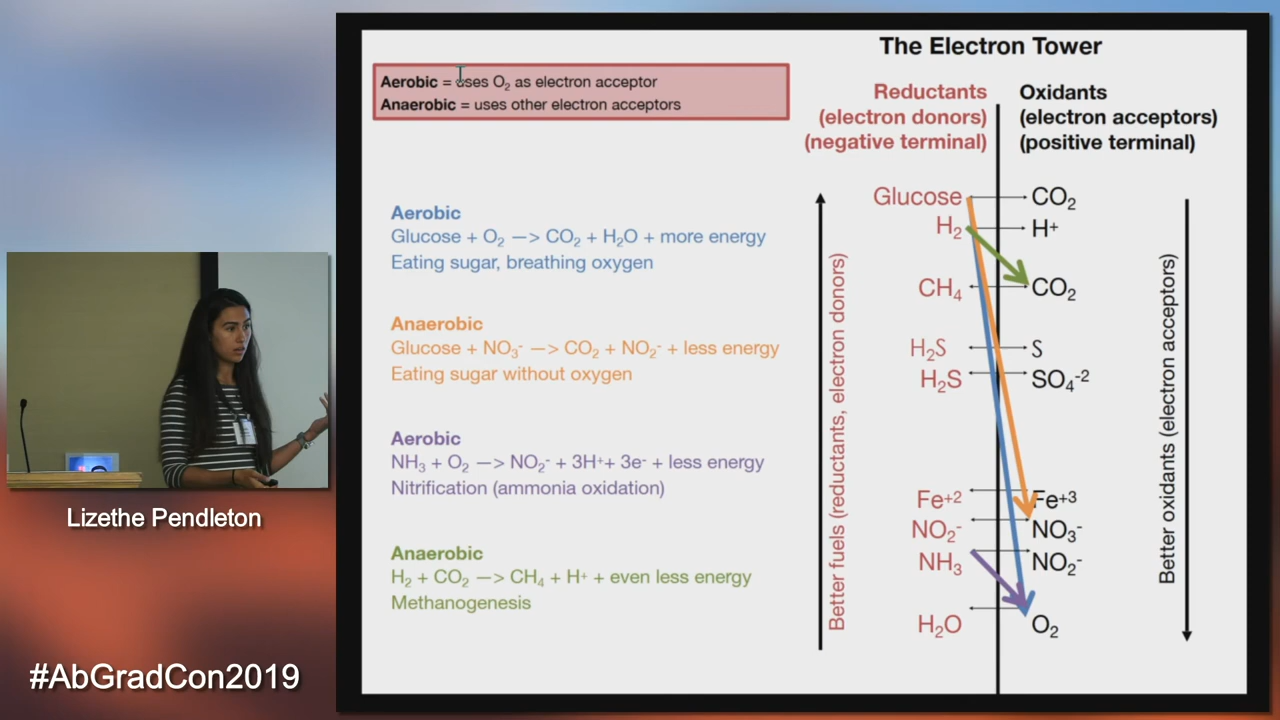 The Electron Tower
Aerobic = uses O₂ as electron acceptor
Anaerobic = uses other electron acceptors
Reductants
(electron donors)
(negative terminal)
Oxidants
(electron acceptors)
(positive terminal)
Aerobic
Glucose + O₂ —> CO₂ + H₂O + more energy
Eating sugar, breathing oxygen
Anaerobic
Glucose + NO₃⁻ —> CO₂ + NO₂⁻ + less energy
Eating sugar without oxygen
Aerobic
NH₃ + O₂ —> NO₂⁻ + 3H⁺+ 3e⁻ + less energy
Nitrification (ammonia oxidation)
Anaerobic
H₂ + CO₂ —> CH₄ + H⁺ + even less energy
Methanogenesis
Better fuels (reductants, electron donors)
Glucose CO₂
H₂ H⁺
CH₄ CO₂
H₂S S
H₂S SO₄⁻²
Fe⁺² Fe⁺³
NO₂⁻ NO₃⁻
NH₃ NO₂⁻
H₂O O₂
Better oxidants (electron acceptors)
Lizethe Pendleton
#AbGradCon2019